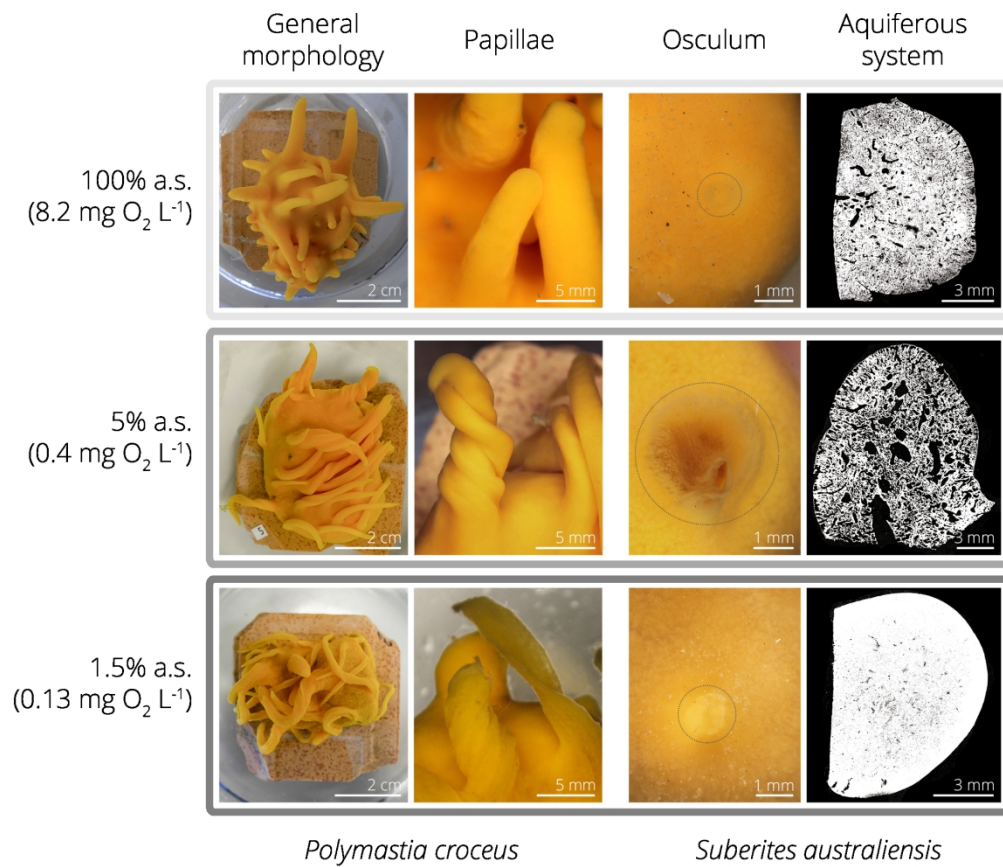 General
morphology
Papillae
Osculum
Aquiferous
system
100% a.s.
(8.2 mg O₂ L⁻¹)
2 cm
5 mm
1 mm
3 mm
5% a.s.
(0.4 mg O₂ L⁻¹)
5
2 cm
5 mm
1 mm
3 mm
1.5% a.s.
(0.13 mg O₂ L⁻¹)
2 cm
5 mm
1 mm
3 mm
Polymastia croceus
Suberites australiensis